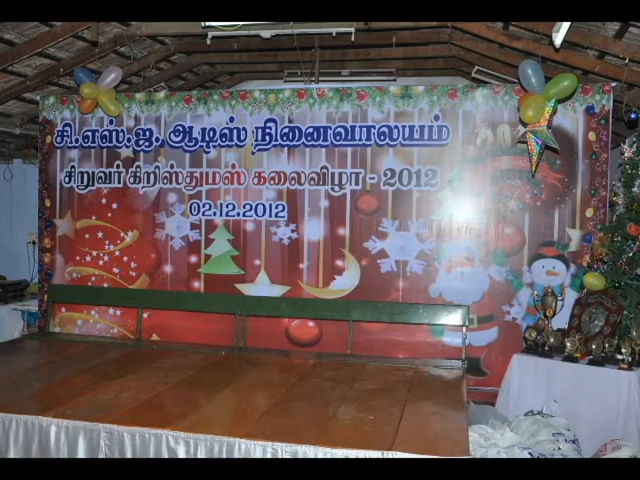 சி.எஸ்.ஐ. ஆடிஸ் நினைவாலயம்
சிறுவர் கிறிஸ்துமஸ் கலைவிழா - 2012
02.12.2012